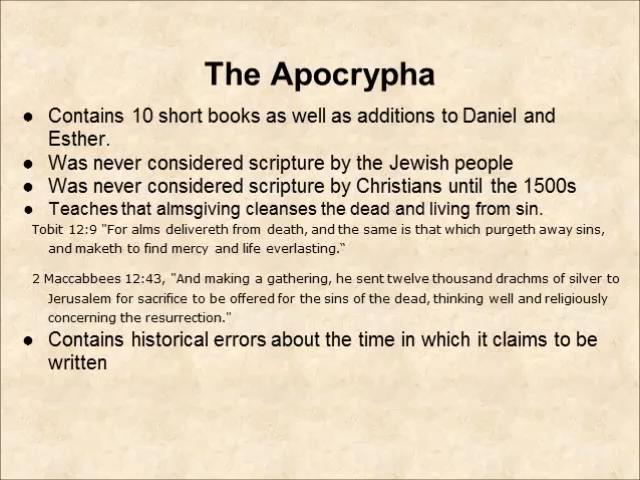 The Apocrypha
● Contains 10 short books as well as additions to Daniel and
Esther.
● Was never considered scripture by the Jewish people
● Was never considered scripture by Christians until the 1500s
● Teaches that almsgiving cleanses the dead and living from sin.
Tobit 12:9 "For alms delivereth from death, and the same is that which purgeth away sins,
and maketh to find mercy and life everlasting.“
2 Maccabbees 12:43, "And making a gathering, he sent twelve thousand drachms of silver to
Jerusalem for sacrifice to be offered for the sins of the dead, thinking well and religiously
concerning the resurrection."
● Contains historical errors about the time in which it claims to be
written